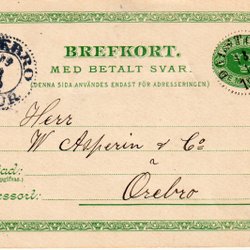 BREFKORT.
MED BETALT SVAR.
(DENNA SIDA ANVÄNDES ENDAST FÖR ADRESSERINGEN)
Herr
W Asperin & Co
à
Örebro